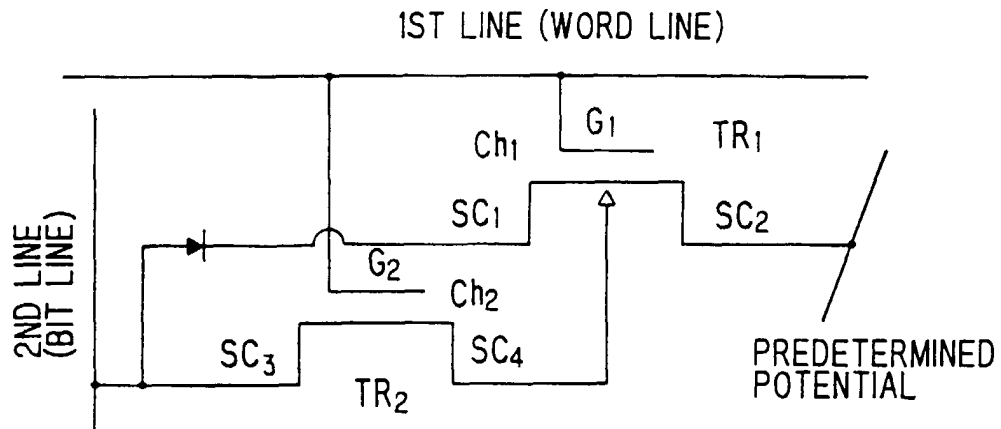 1ST LINE (WORD LINE)
G1
TR1
Ch1
SC1
SC2
G2
Ch2
2ND LINE
(BIT LINE)
SC3
SC4
TR2
PREDETERMINED
POTENTIAL